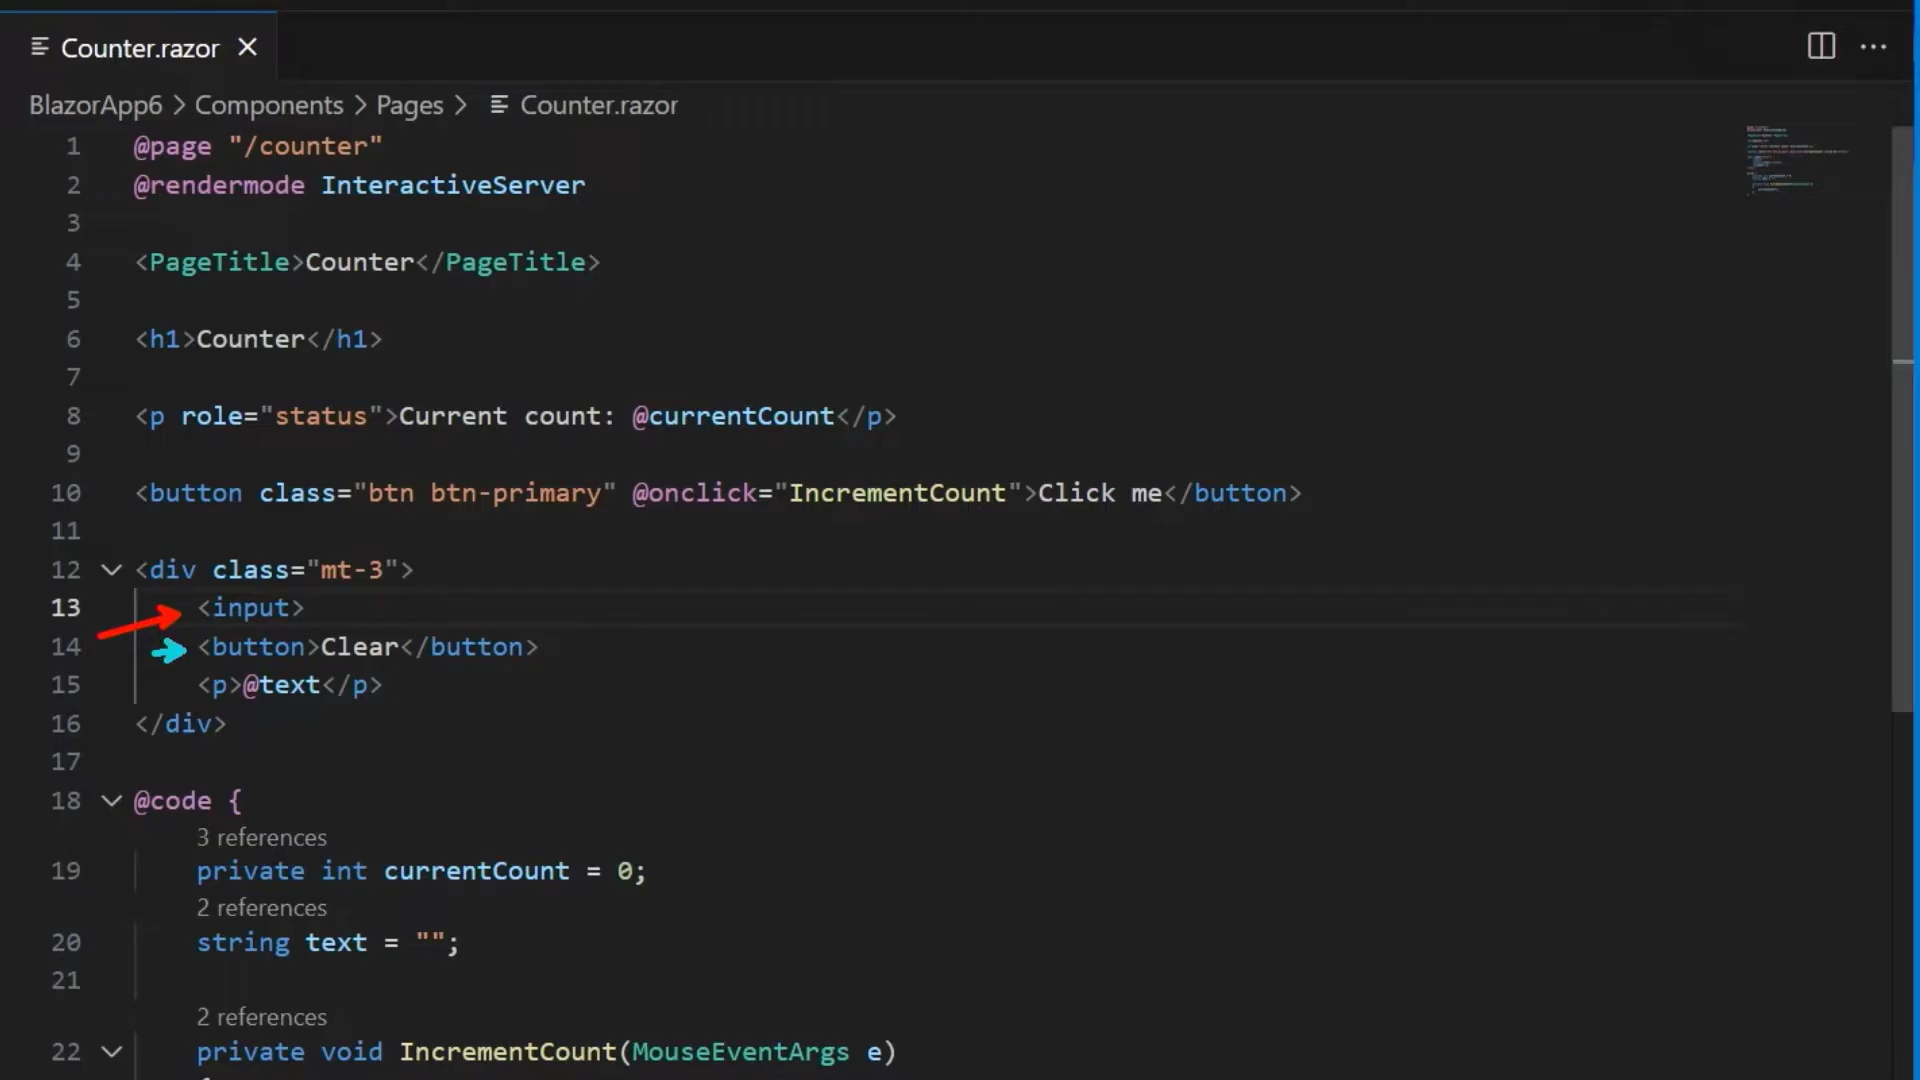 Counter.razor
BlazorApp6 > Components > Pages > Counter.razor
1 @page "/counter"
2 @rendermode InteractiveServer
3
4 <PageTitle>Counter</PageTitle>
5
6 <h1>Counter</h1>
7
8 <p role="status">Current count: @currentCount</p>
9
10 <button class="btn btn-primary" @onclick="IncrementCount">Click me</button>
11
12 <div class="mt-3">
13 <input>
14 <button>Clear</button>
15 <p>@text</p>
16 </div>
17
18 @code {
3 references
19 private int currentCount = 0;
2 references
20 string text = "";
21
2 references
22 private void IncrementCount(MouseEventArgs e)